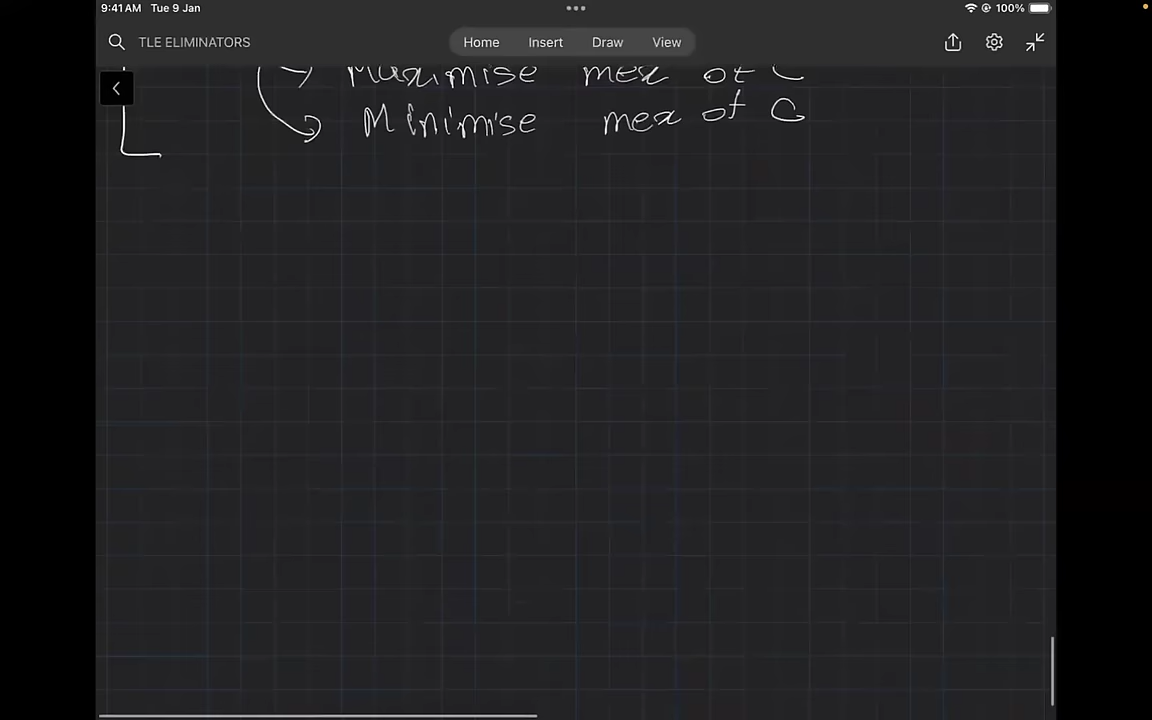 9:41 AM Tue 9 Jan
100%
TLE ELIMINATORS
Home Insert Draw View
Maximise mex of C
Minimise mex of C